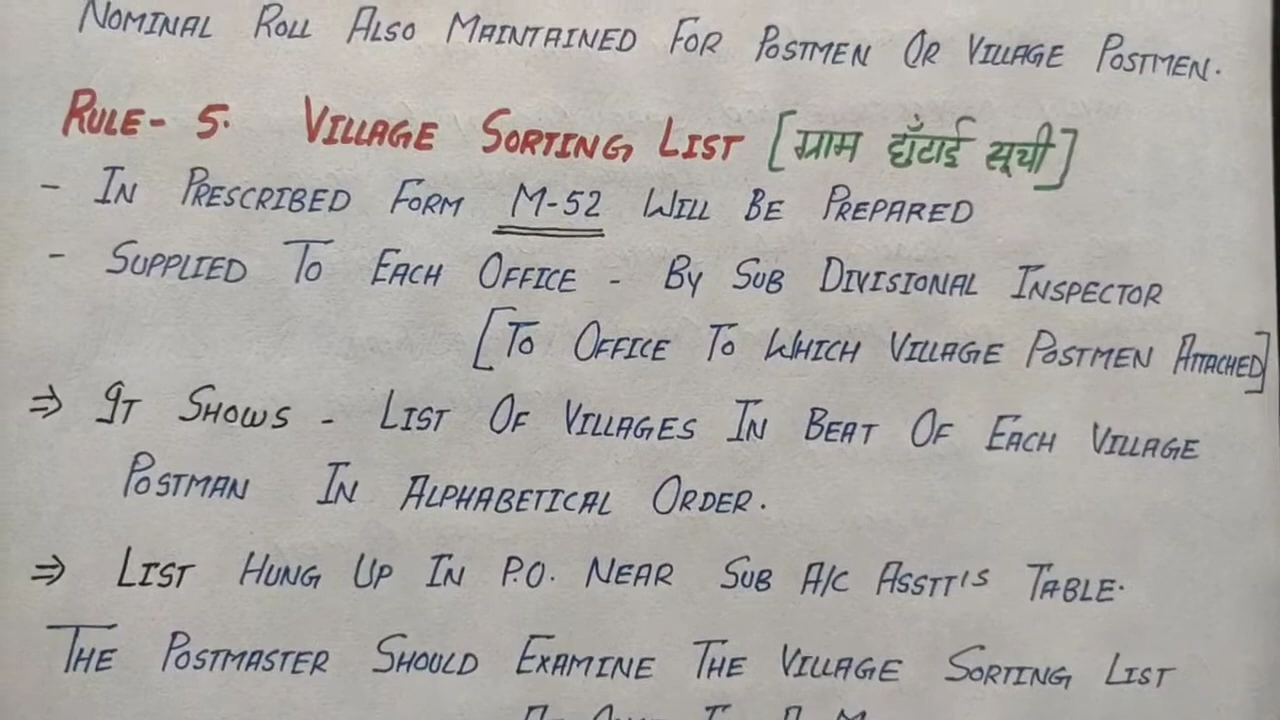 NOMINAL ROLL ALSO MAINTAINED FOR POSTMEN OR VILLAGE POSTMEN.
RULE- 5. VILLAGE SORTING LIST [ग्राम छँटाई सूची]
- IN PRESCRIBED FORM M-52 WILL BE PREPARED
- SUPPLIED TO EACH OFFICE - BY SUB DIVISIONAL INSPECTOR
[TO OFFICE TO WHICH VILLAGE POSTMEN ATTACHED]
⇒ IT SHOWS - LIST OF VILLAGES IN BEAT OF EACH VILLAGE
POSTMAN IN ALPHABETICAL ORDER.
⇒ LIST HUNG UP IN P.O. NEAR SUB A/C ASSTT'S TABLE.
THE POSTMASTER SHOULD EXAMINE THE VILLAGE SORTING LIST